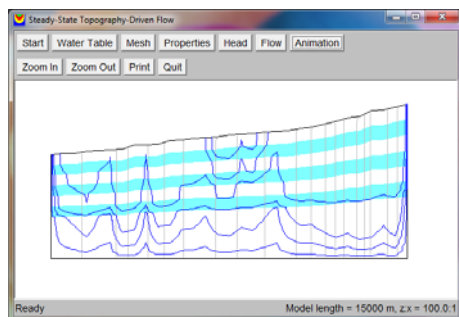 Steady-State Topography-Driven Flow
Start Water Table Mesh Properties Head Flow Animation
Zoom In Zoom Out Print Quit
Ready Model length = 15000 m, z:x = 100.0:1